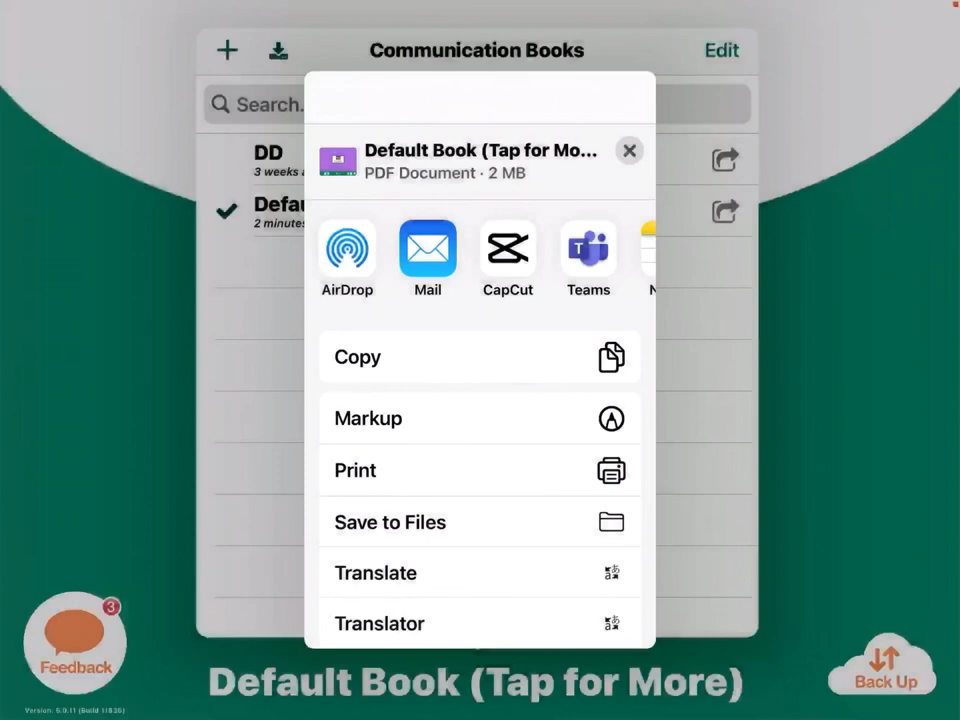 Communication Books
Edit
Search.
DD
3 weeks
Defau
2 minutes
Default Book (Tap for Mo...
PDF Document · 2 MB
AirDrop
Mail
CapCut
Teams
Copy
Markup
Print
Save to Files
Translate
Translator
3
Feedback
Default Book (Tap for More)
Back Up